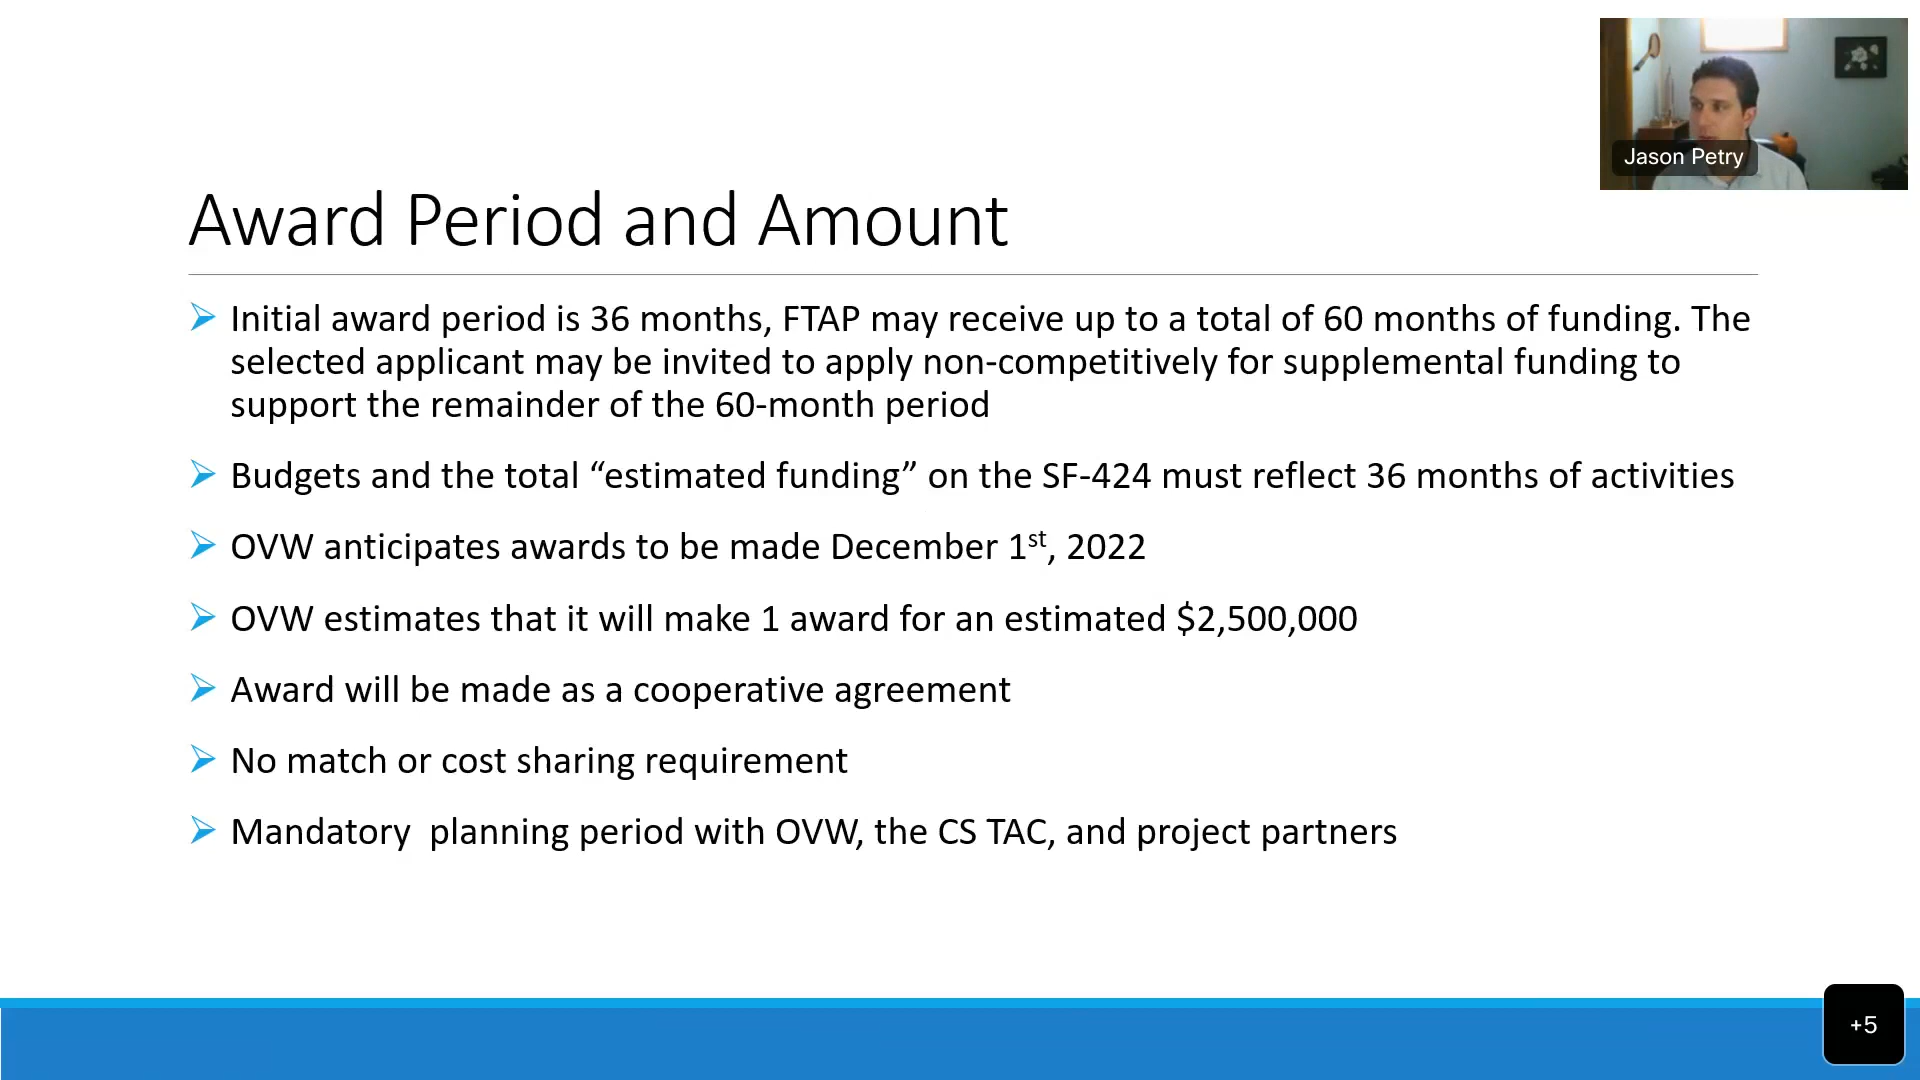 Jason Petry
Award Period and Amount
Initial award period is 36 months, FTAP may receive up to a total of 60 months of funding. The
selected applicant may be invited to apply non-competitively for supplemental funding to
support the remainder of the 60-month period
Budgets and the total “estimated funding” on the SF-424 must reflect 36 months of activities
OVW anticipates awards to be made December 1st, 2022
OVW estimates that it will make 1 award for an estimated $2,500,000
Award will be made as a cooperative agreement
No match or cost sharing requirement
Mandatory  planning period with OVW, the CS TAC, and project partners
+5